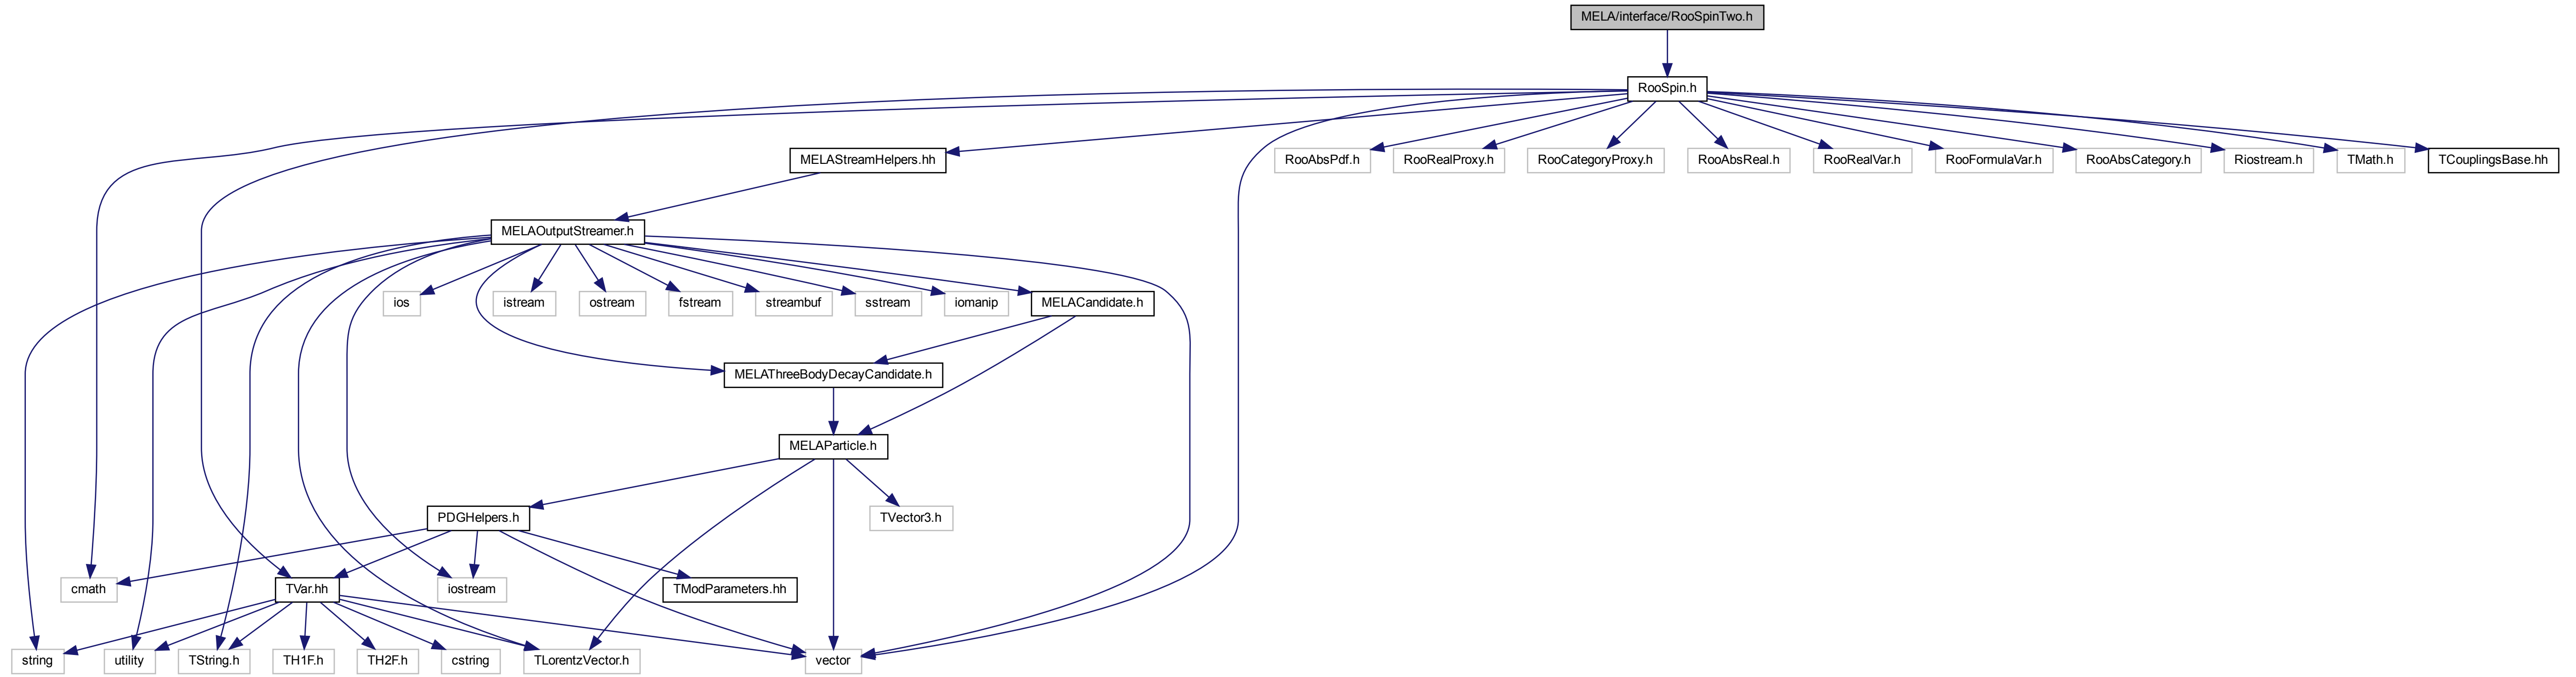 MELA/interface/RooSpinTwo.h
RooSpin.h
MELAStreamHelpers.hh
RooAbsPdf.h
RooRealProxy.h
RooCategoryProxy.h
RooAbsReal.h
RooRealVar.h
RooFormulaVar.h
RooAbsCategory.h
Riostream.h
TMath.h
TCouplingsBase.hh
MELAOutputStreamer.h
ios
istream
ostream
fstream
streambuf
sstream
iomanip
MELACandidate.h
MELAThreeBodyDecayCandidate.h
MELAParticle.h
PDGHelpers.h
TVector3.h
cmath
TVar.hh
iostream
TModParameters.hh
string
utility
TString.h
TH1F.h
TH2F.h
cstring
TLorentzVector.h
vector